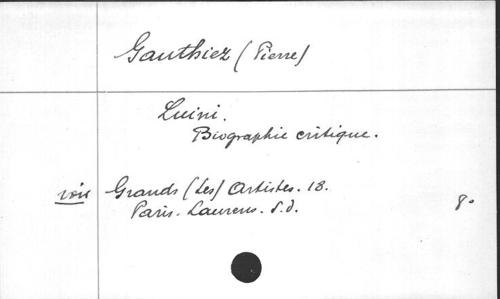 Gauthiez (Pierre)
Luini.
Biographie critique.
voir Grands (Les) Artistes. 18.
Paris. Laurens. S.d. 8°